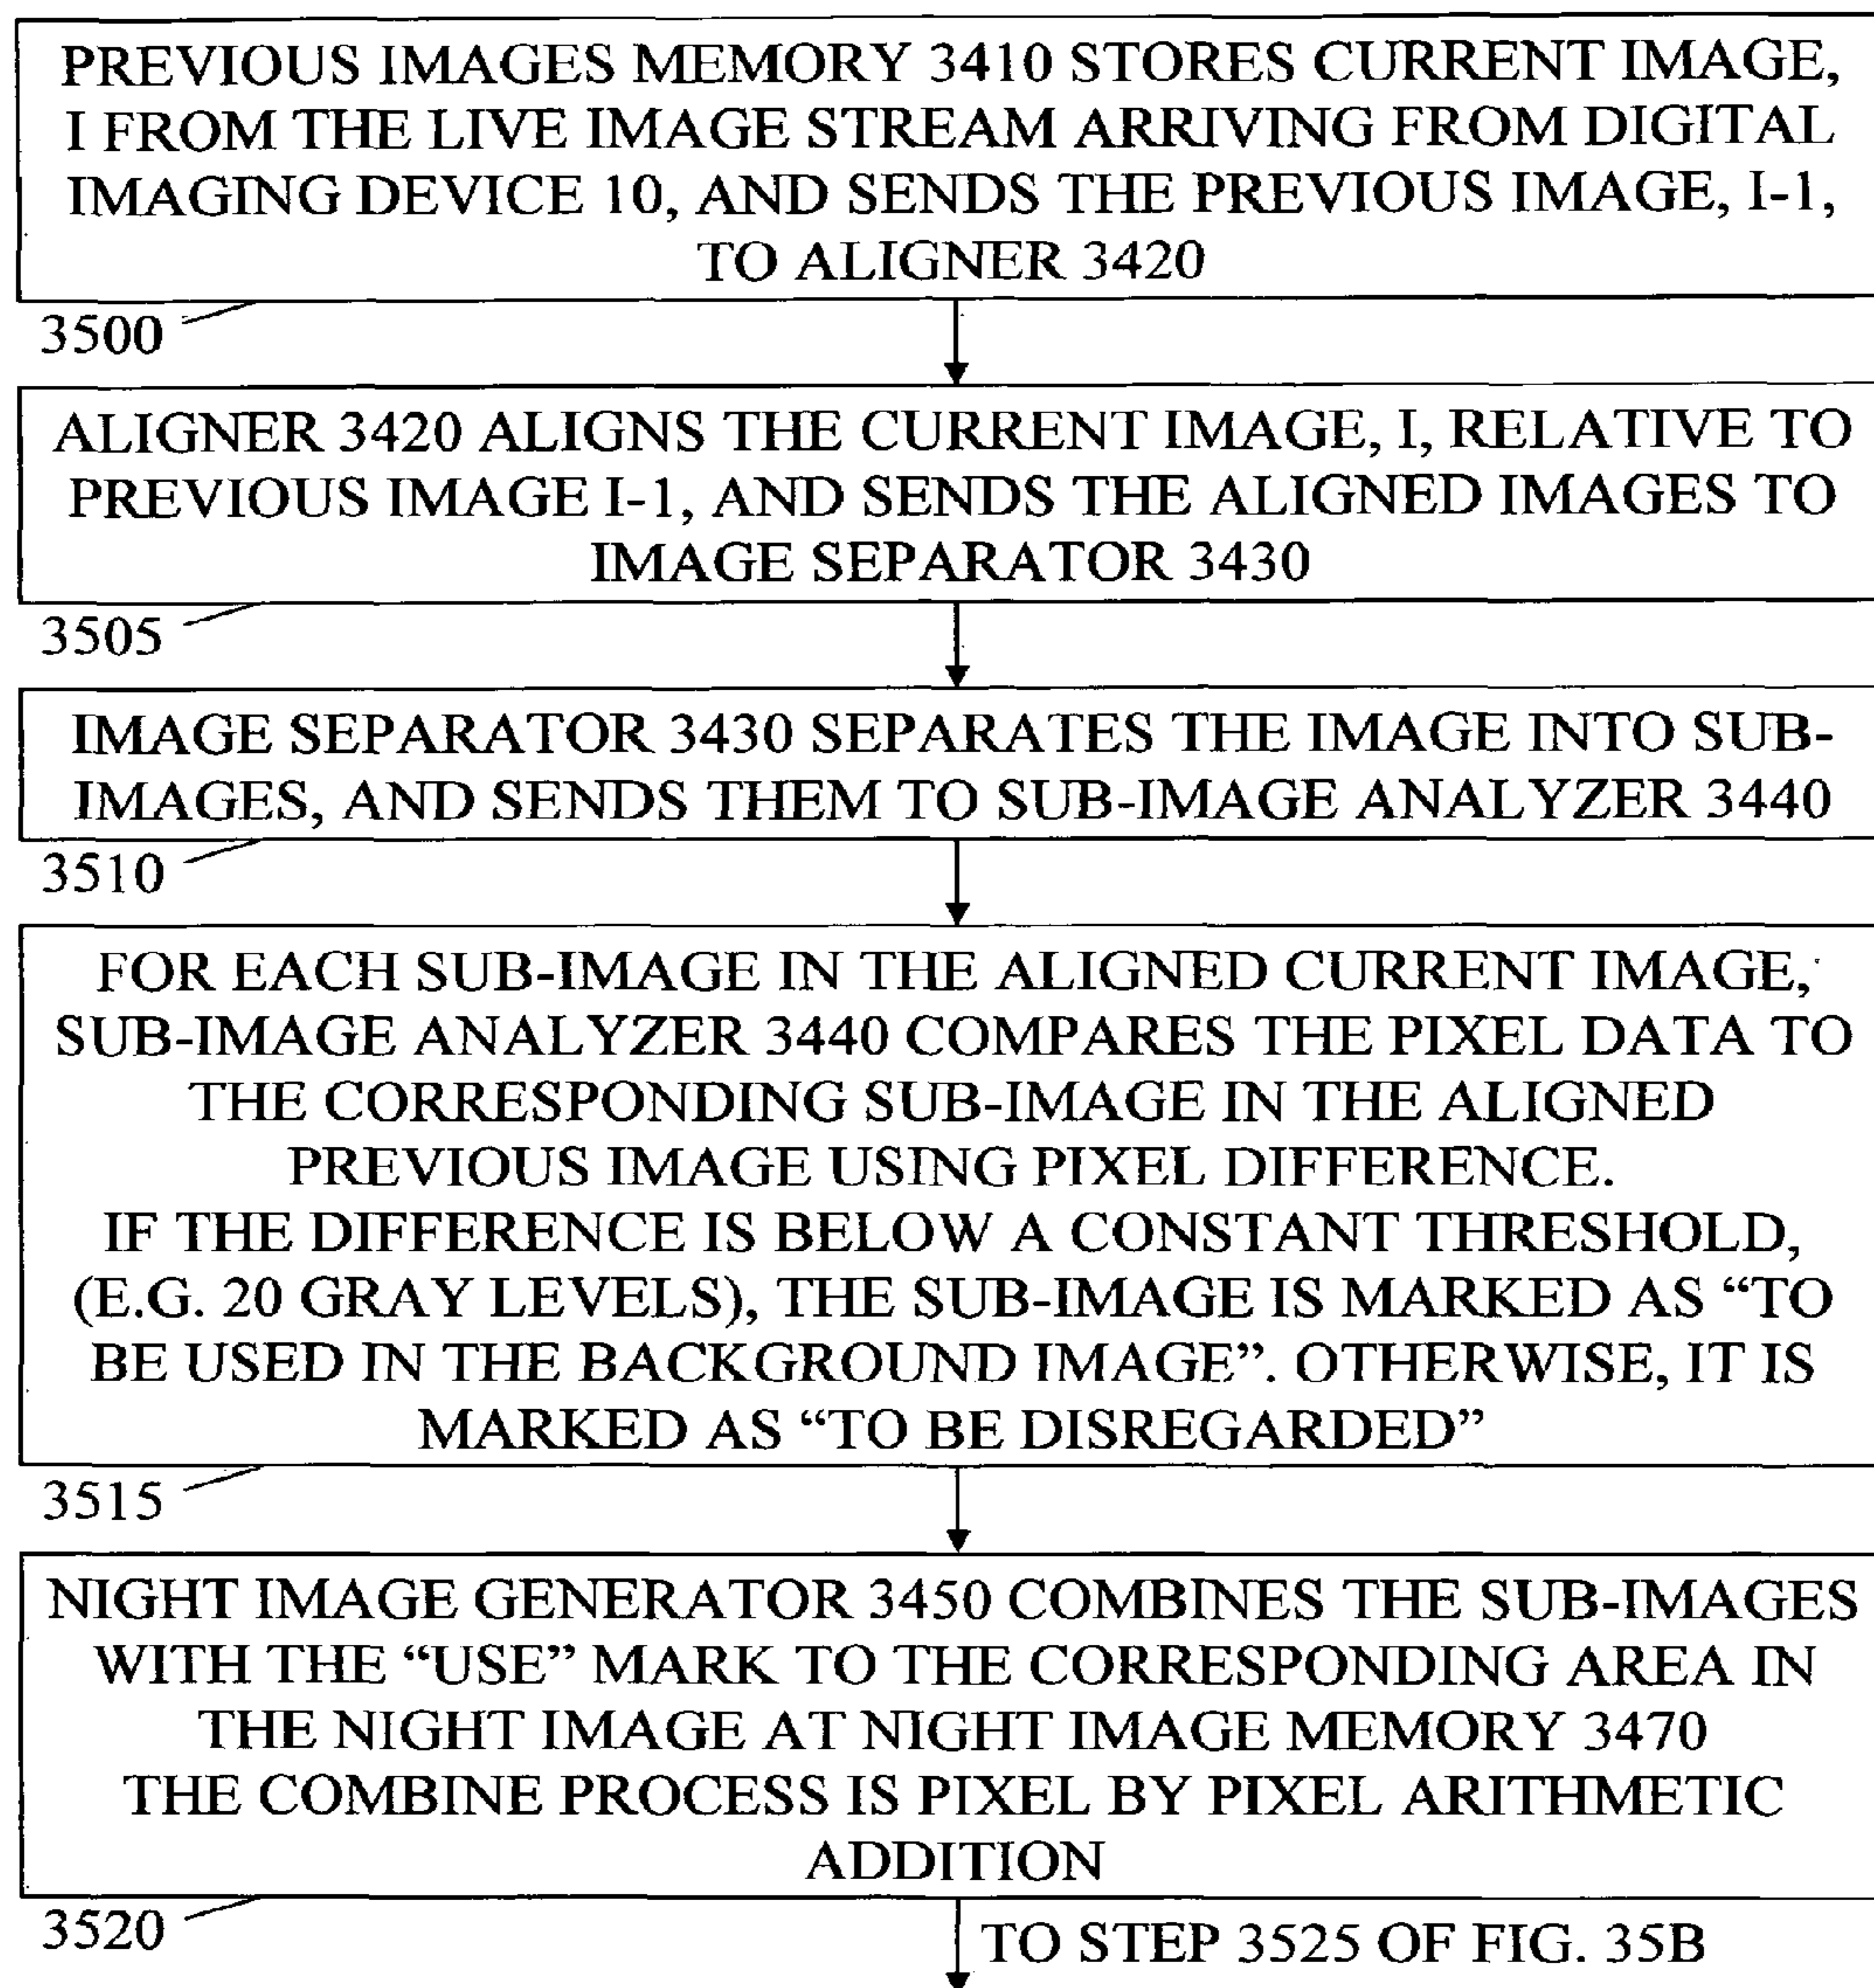 PREVIOUS IMAGES MEMORY 3410 STORES CURRENT IMAGE,
I FROM THE LIVE IMAGE STREAM ARRIVING FROM DIGITAL
IMAGING DEVICE 10, AND SENDS THE PREVIOUS IMAGE, I-1,
TO ALIGNER 3420
3500
ALIGNER 3420 ALIGNS THE CURRENT IMAGE, I, RELATIVE TO
PREVIOUS IMAGE I-1, AND SENDS THE ALIGNED IMAGES TO
IMAGE SEPARATOR 3430
3505
IMAGE SEPARATOR 3430 SEPARATES THE IMAGE INTO SUB-
IMAGES, AND SENDS THEM TO SUB-IMAGE ANALYZER 3440
3510
FOR EACH SUB-IMAGE IN THE ALIGNED CURRENT IMAGE,
SUB-IMAGE ANALYZER 3440 COMPARES THE PIXEL DATA TO
THE CORRESPONDING SUB-IMAGE IN THE ALIGNED
PREVIOUS IMAGE USING PIXEL DIFFERENCE.
IF THE DIFFERENCE IS BELOW A CONSTANT THRESHOLD,
(E.G. 20 GRAY LEVELS), THE SUB-IMAGE IS MARKED AS “TO
BE USED IN THE BACKGROUND IMAGE”. OTHERWISE, IT IS
MARKED AS “TO BE DISREGARDED”
3515
NIGHT IMAGE GENERATOR 3450 COMBINES THE SUB-IMAGES
WITH THE “USE” MARK TO THE CORRESPONDING AREA IN
THE NIGHT IMAGE AT NIGHT IMAGE MEMORY 3470
THE COMBINE PROCESS IS PIXEL BY PIXEL ARITHMETIC
ADDITION
3520
TO STEP 3525 OF FIG. 35B